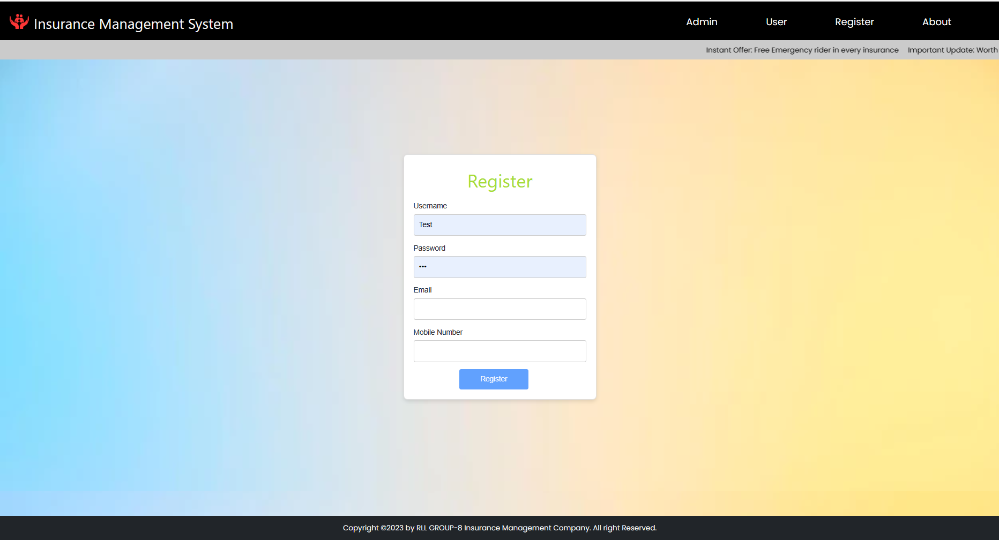 Insurance Management System
Admin User Register About
Instant Offer: Free Emergency rider in every insurance Important Update: Worth
Register
Username
Test
Password
•••
Email
Mobile Number
Register
Copyright ©2023 by RLL GROUP-8 Insurance Management Company. All right Reserved.